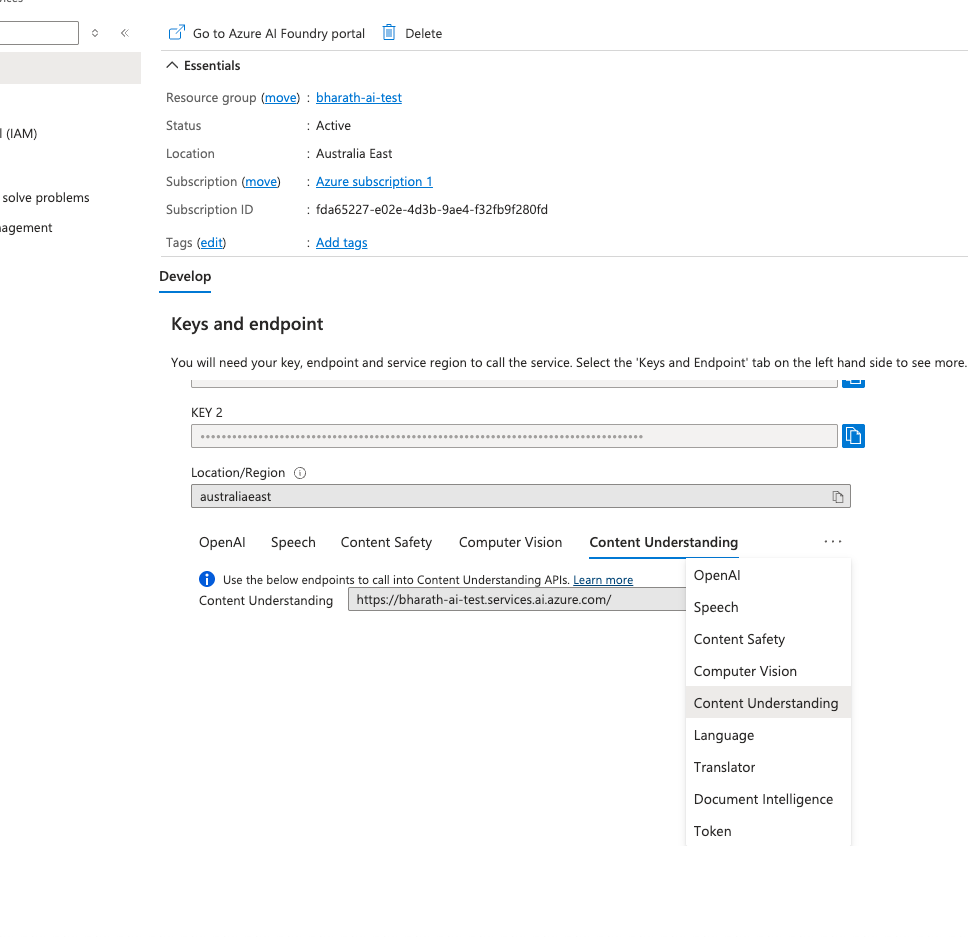 Go to Azure AI Foundry portal Delete
Essentials
Resource group (move) : bharath-ai-test
Status : Active
(IAM)
Location : Australia East
Subscription (move) : Azure subscription 1
solve problems
Subscription ID : fda65227-e02e-4d3b-9ae4-f32fb9f280fd
Tags (edit) : Add tags
Develop
Keys and endpoint
You will need your key, endpoint and service region to call the service. Select the 'Keys and Endpoint' tab on the left hand side to see more.
KEY 2
••••••••••••••••••••••••••••••••••••••••••••••••••••••••••••••••••••••••••••••••••••
Location/Region
australiaeast
OpenAI Speech Content Safety Computer Vision Content Understanding ...
Use the below endpoints to call into Content Understanding APIs. Learn more
Content Understanding https://bharath-ai-test.services.ai.azure.com/
OpenAI
Speech
Content Safety
Computer Vision
Content Understanding
Language
Translator
Document Intelligence
Token